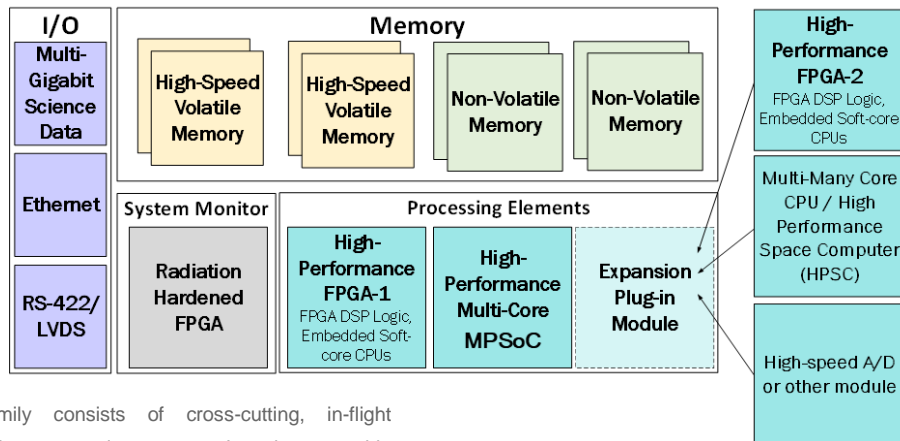 I/O
Multi-
Gigabit
Science
Data
Ethernet
RS-422/
LVDS
Memory
High-Speed
Volatile
Memory
High-Speed
Volatile
Memory
Non-Volatile
Memory
Non-Volatile
Memory
System Monitor
Radiation
Hardened
FPGA
Processing Elements
High-
Performance
FPGA-1
FPGA DSP Logic,
Embedded Soft-
core CPUs
High-
Performance
Multi-Core
MPSoC
Expansion
Plug-in
Module
High-
Performance
FPGA-2
FPGA DSP Logic,
Embedded Soft-core
CPUs
Multi-Many Core
CPU / High
Performance
Space Computer
(HPSC)
High-speed A/D
or other module
consists of cross-cutting, in-flight